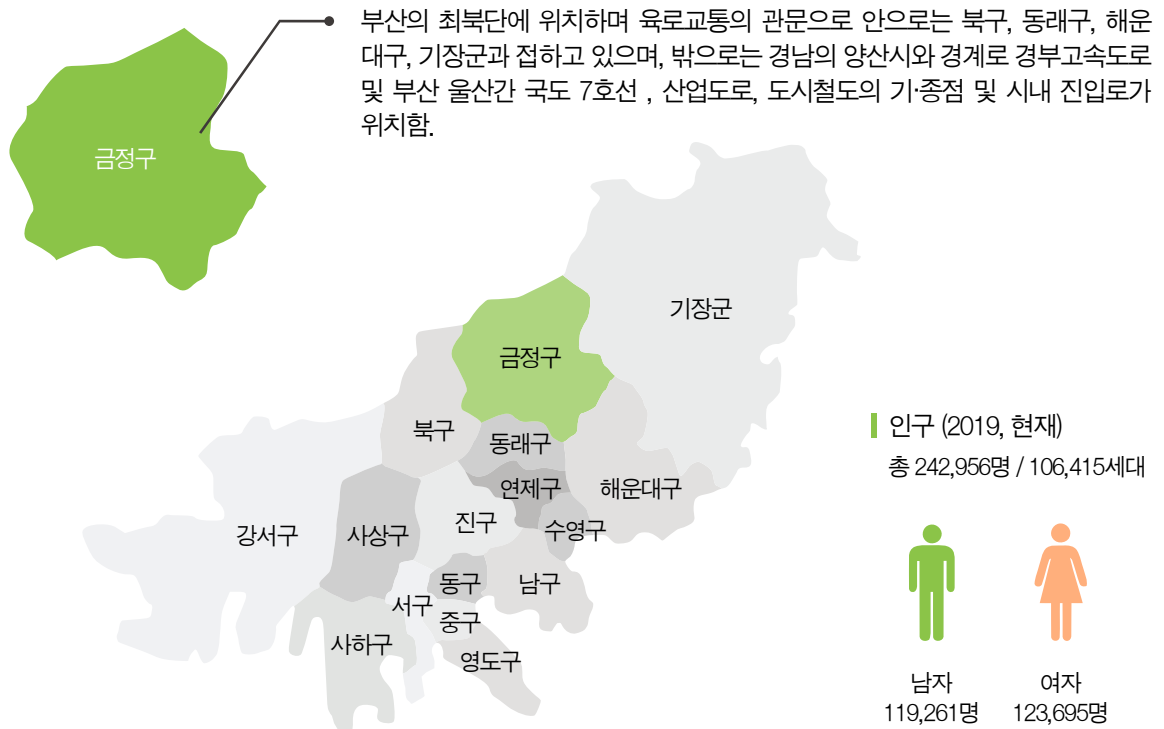 부산의 최북단에 위치하며 육로교통의 관문으로 안으로는 북구, 동래구, 해운
대구, 기장군과 접하고 있으며, 밖으로는 경남의 양산시와 경계로 경부고속도로
및 부산 울산간 국도 7호선 , 산업도로, 도시철도의 기·종점 및 시내 진입로가
위치함.
금정구
기장군
금정구
북구
동래구
연제구
해운대구
진구
수영구
강서구
사상구
동구
남구
서구
중구
사하구
영도구
인구 (2019, 현재)
총 242,956명 / 106,415세대
남자
119,261명
여자
123,695명